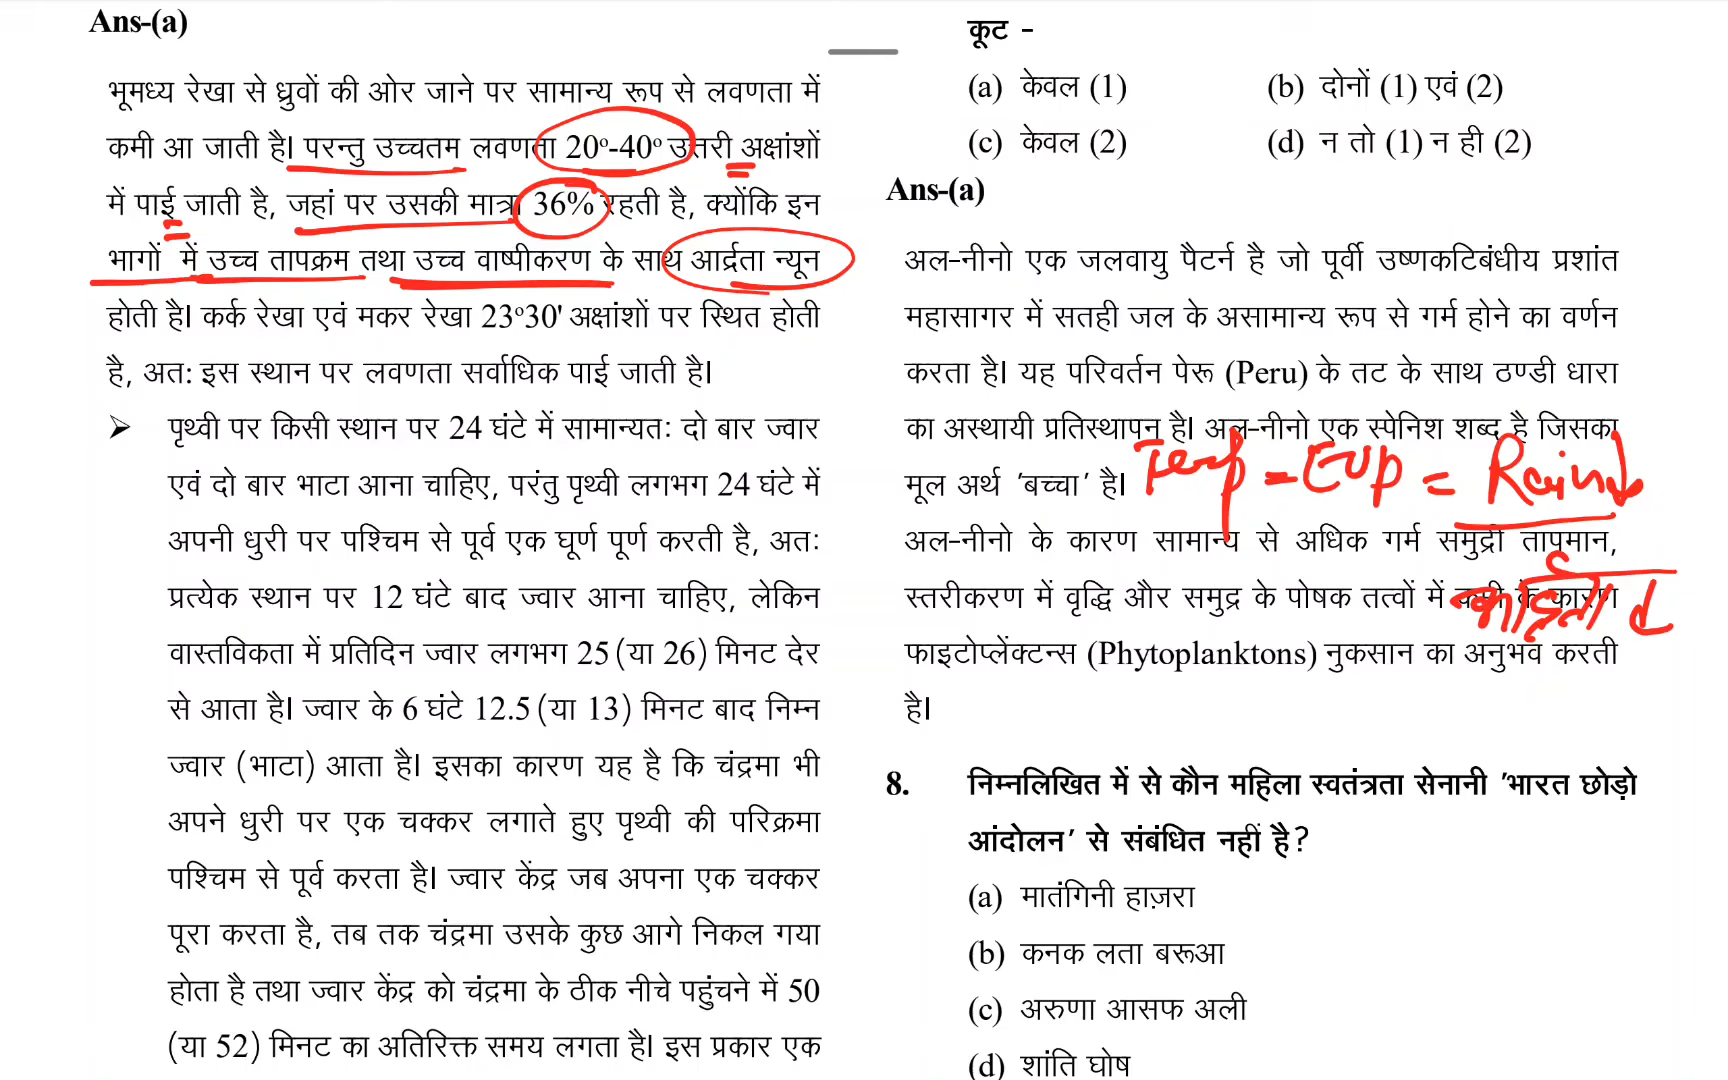 Ans-(a)
भूमध्य रेखा से ध्रुवों की ओर जाने पर सामान्य रूप से लवणता में
कमी आ जाती है। परन्तु उच्चतम लवणता 20°-40° उत्तरी अक्षांशों
में पाई जाती है, जहां पर उसकी मात्रा 36% रहती है, क्योंकि इन
भागों में उच्च तापक्रम तथा उच्च वाष्पीकरण के साथ आर्द्रता न्यून
होती है। कर्क रेखा एवं मकर रेखा 23°30' अक्षांशों पर स्थित होती
है, अतः इस स्थान पर लवणता सर्वाधिक पाई जाती है।
➢ पृथ्वी पर किसी स्थान पर 24 घंटे में सामान्यतः दो बार ज्वार
एवं दो बार भाटा आना चाहिए, परंतु पृथ्वी लगभग 24 घंटे में
अपनी धुरी पर पश्चिम से पूर्व एक घूर्ण पूर्ण करती है, अतः
प्रत्येक स्थान पर 12 घंटे बाद ज्वार आना चाहिए, लेकिन
वास्तविकता में प्रतिदिन ज्वार लगभग 25 (या 26) मिनट देर
से आता है। ज्वार के 6 घंटे 12.5 (या 13) मिनट बाद निम्न
ज्वार (भाटा) आता है। इसका कारण यह है कि चंद्रमा भी
अपने धुरी पर एक चक्कर लगाते हुए पृथ्वी की परिक्रमा
पश्चिम से पूर्व करता है। ज्वार केंद्र जब अपना एक चक्कर
पूरा करता है, तब तक चंद्रमा उसके कुछ आगे निकल गया
होता है तथा ज्वार केंद्र को चंद्रमा के ठीक नीचे पहुंचने में 50
(या 52) मिनट का अतिरिक्त समय लगता है। इस प्रकार एक
कूट -
(a) केवल (1) (b) दोनों (1) एवं (2)
(c) केवल (2) (d) न तो (1) न ही (2)
Ans-(a)
अल-नीनो एक जलवायु पैटर्न है जो पूर्वी उष्णकटिबंधीय प्रशांत
महासागर में सतही जल के असामान्य रूप से गर्म होने का वर्णन
करता है। यह परिवर्तन पेरू (Peru) के तट के साथ ठण्डी धारा
का अस्थायी प्रतिस्थापन है। अल-नीनो एक स्पेनिश शब्द है जिसका
मूल अर्थ 'बच्चा' है।
अल-नीनो के कारण सामान्य से अधिक गर्म समुद्री तापमान,
स्तरीकरण में वृद्धि और समुद्र के पोषक तत्वों में कमी के कारण
फाइटोप्लेंक्टन्स (Phytoplanktons) नुकसान का अनुभव करती
है।
8. निम्नलिखित में से कौन महिला स्वतंत्रता सेनानी 'भारत छोड़ो
आंदोलन' से संबंधित नहीं है?
(a) मातंगिनी हाज़रा
(b) कनक लता बरूआ
(c) अरुणा आसफ अली
(d) शांति घोष